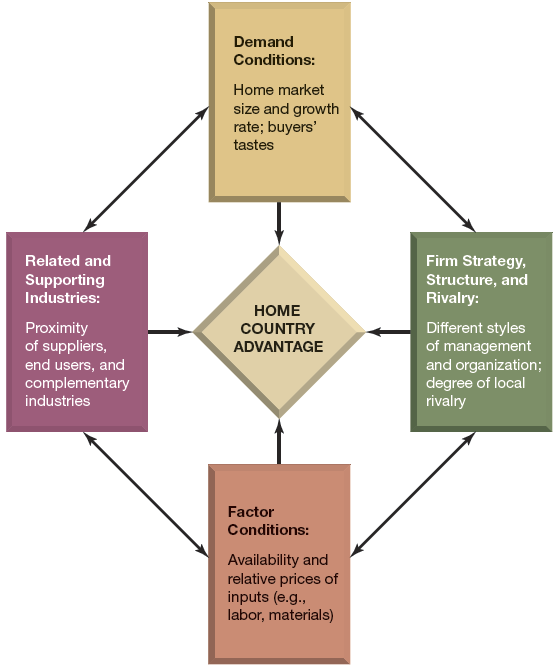 Demand
Conditions:
Home market
size and growth
rate; buyers'
tastes
Related and
Supporting
Industries:
Proximity
of suppliers,
end users, and
complementary
industries
HOME
COUNTRY
ADVANTAGE
Firm Strategy,
Structure, and
Rivalry:
Different styles
of management
and organization;
degree of local
rivalry
Factor
Conditions:
Availability and
relative prices of
inputs (e.g.,
labor, materials)